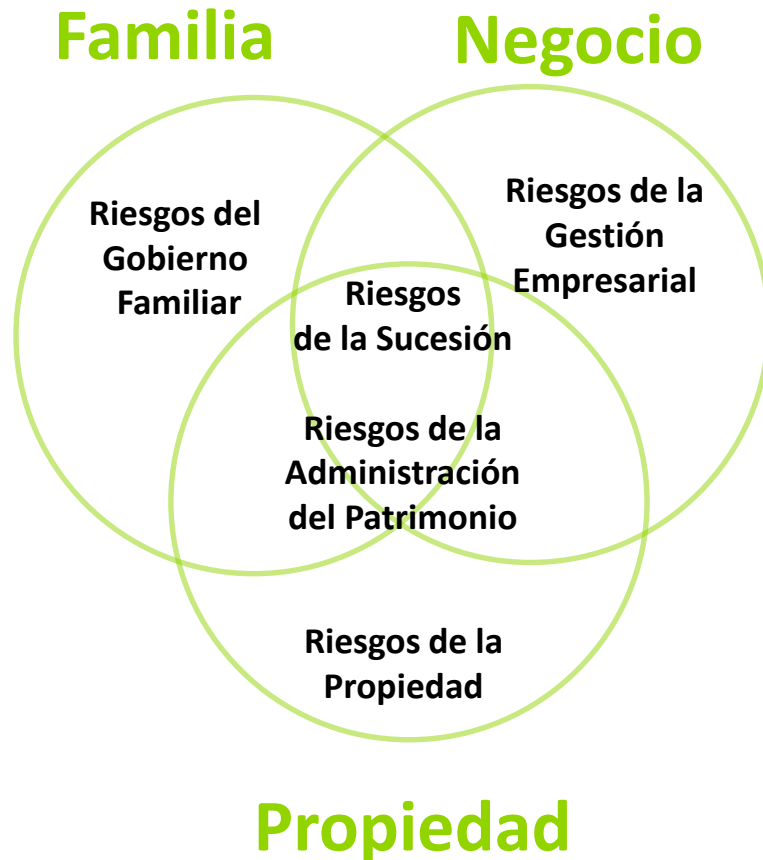 Familia
Negocio
Riesgos del
Gobierno
Familiar
Riesgos de la
Gestión
Empresarial
Riesgos
de la Sucesión
Riesgos de la
Administración
del Patrimonio
Riesgos de la
Propiedad
Propiedad